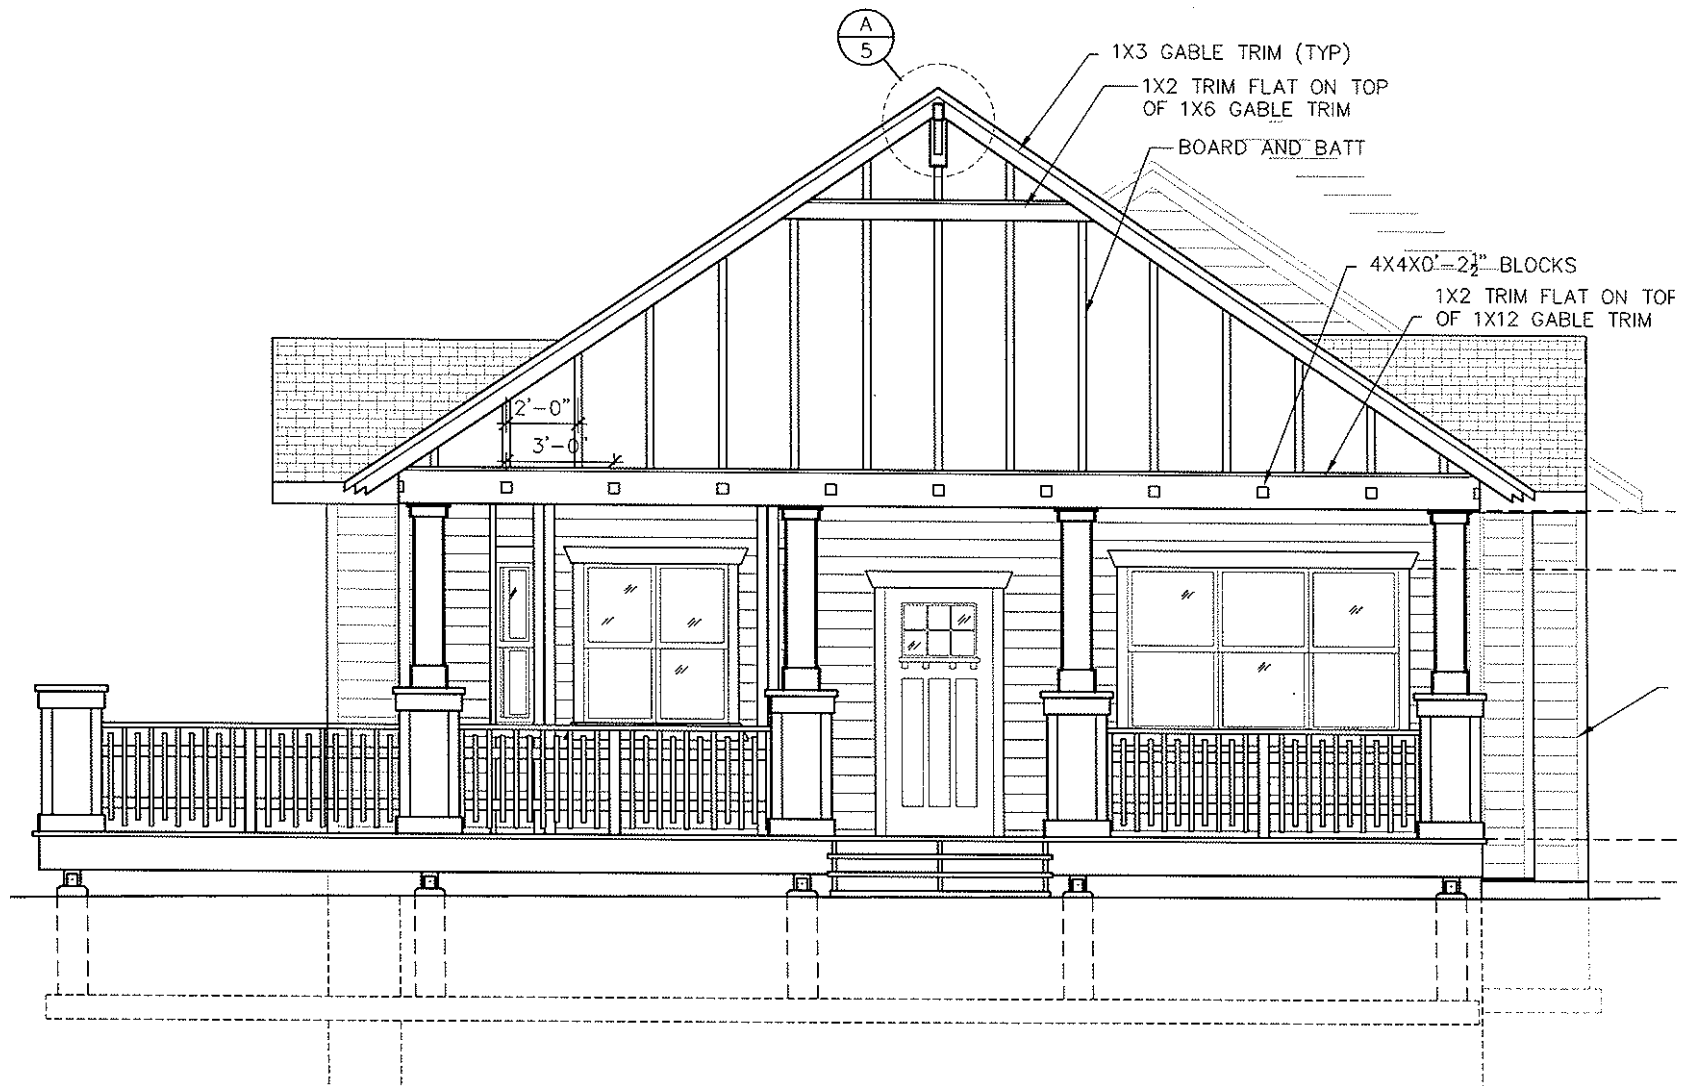 A
5
1X3 GABLE TRIM (TYP)
1X2 TRIM FLAT ON TOP
OF 1X6 GABLE TRIM
BOARD AND BATT
4X4X0'-2½" BLOCKS
1X2 TRIM FLAT ON TOP
OF 1X12 GABLE TRIM
2'-0"
3'-0"